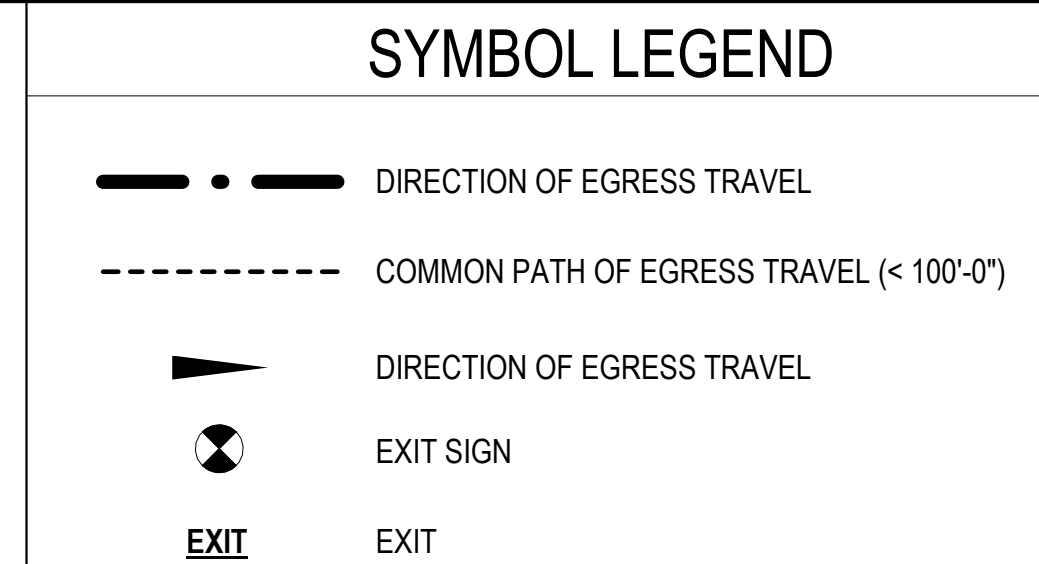 SYMBOL LEGEND
DIRECTION OF EGRESS TRAVEL
COMMON PATH OF EGRESS TRAVEL (< 100'-0")
DIRECTION OF EGRESS TRAVEL
EXIT SIGN
EXIT EXIT